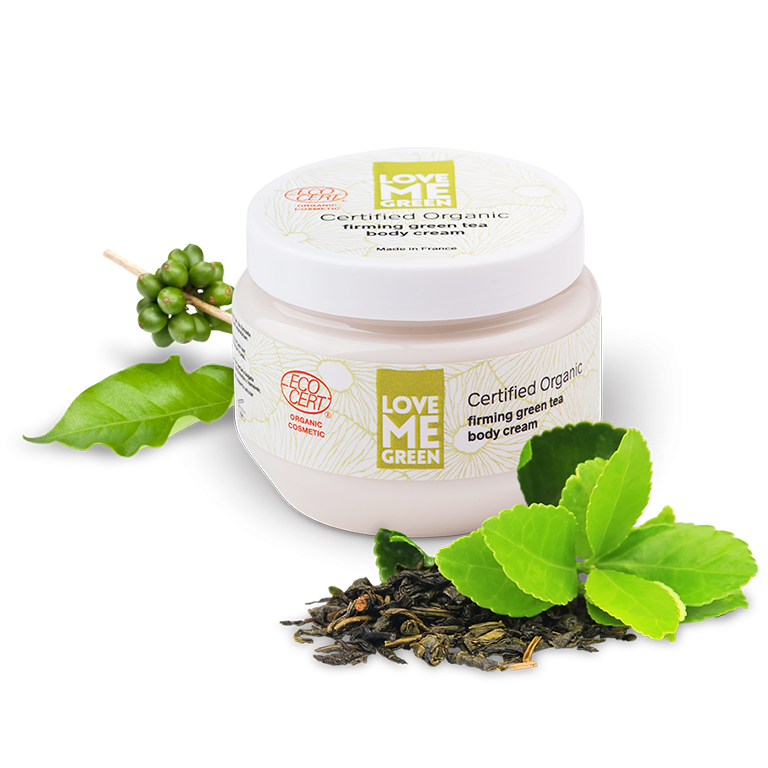 ECO
CERT
ORGANIC
COSMETIC
LOVE
ME
GREEN
Certified Organic
firming green tea
body cream
Made in France
ECO
CERT
ORGANIC
COSMETIC
LOVE
ME
GREEN
Certified Organic
firming green tea
body cream